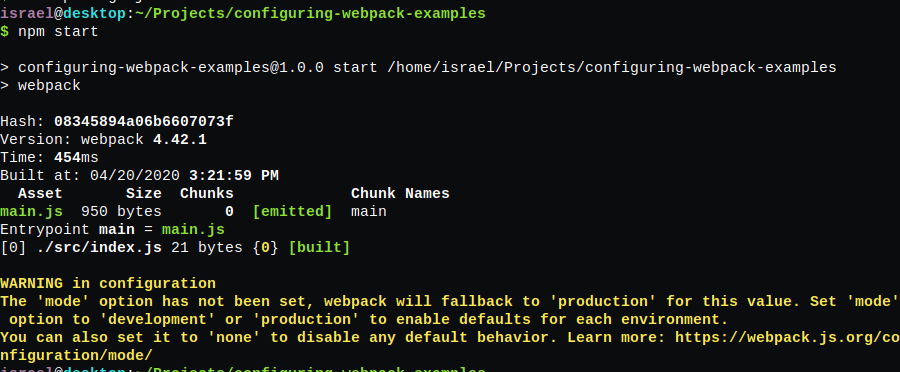 israel@desktop:~/Projects/configuring-webpack-examples
$ npm start
> configuring-webpack-examples@1.0.0 start /home/israel/Projects/configuring-webpack-examples
> webpack
Hash: 08345894a06b6607073f
Version: webpack 4.42.1
Time: 454ms
Built at: 04/20/2020 3:21:59 PM
Asset Size Chunks Chunk Names
main.js 950 bytes 0 [emitted] main
Entrypoint main = main.js
[0] ./src/index.js 21 bytes {0} [built]
WARNING in configuration
The 'mode' option has not been set, webpack will fallback to 'production' for this value. Set 'mode'
option to 'development' or 'production' to enable defaults for each environment.
You can also set it to 'none' to disable any default behavior. Learn more: https://webpack.js.org/co
nfiguration/mode/
israel@desktop:~/Projects/configuring-webpack-examples